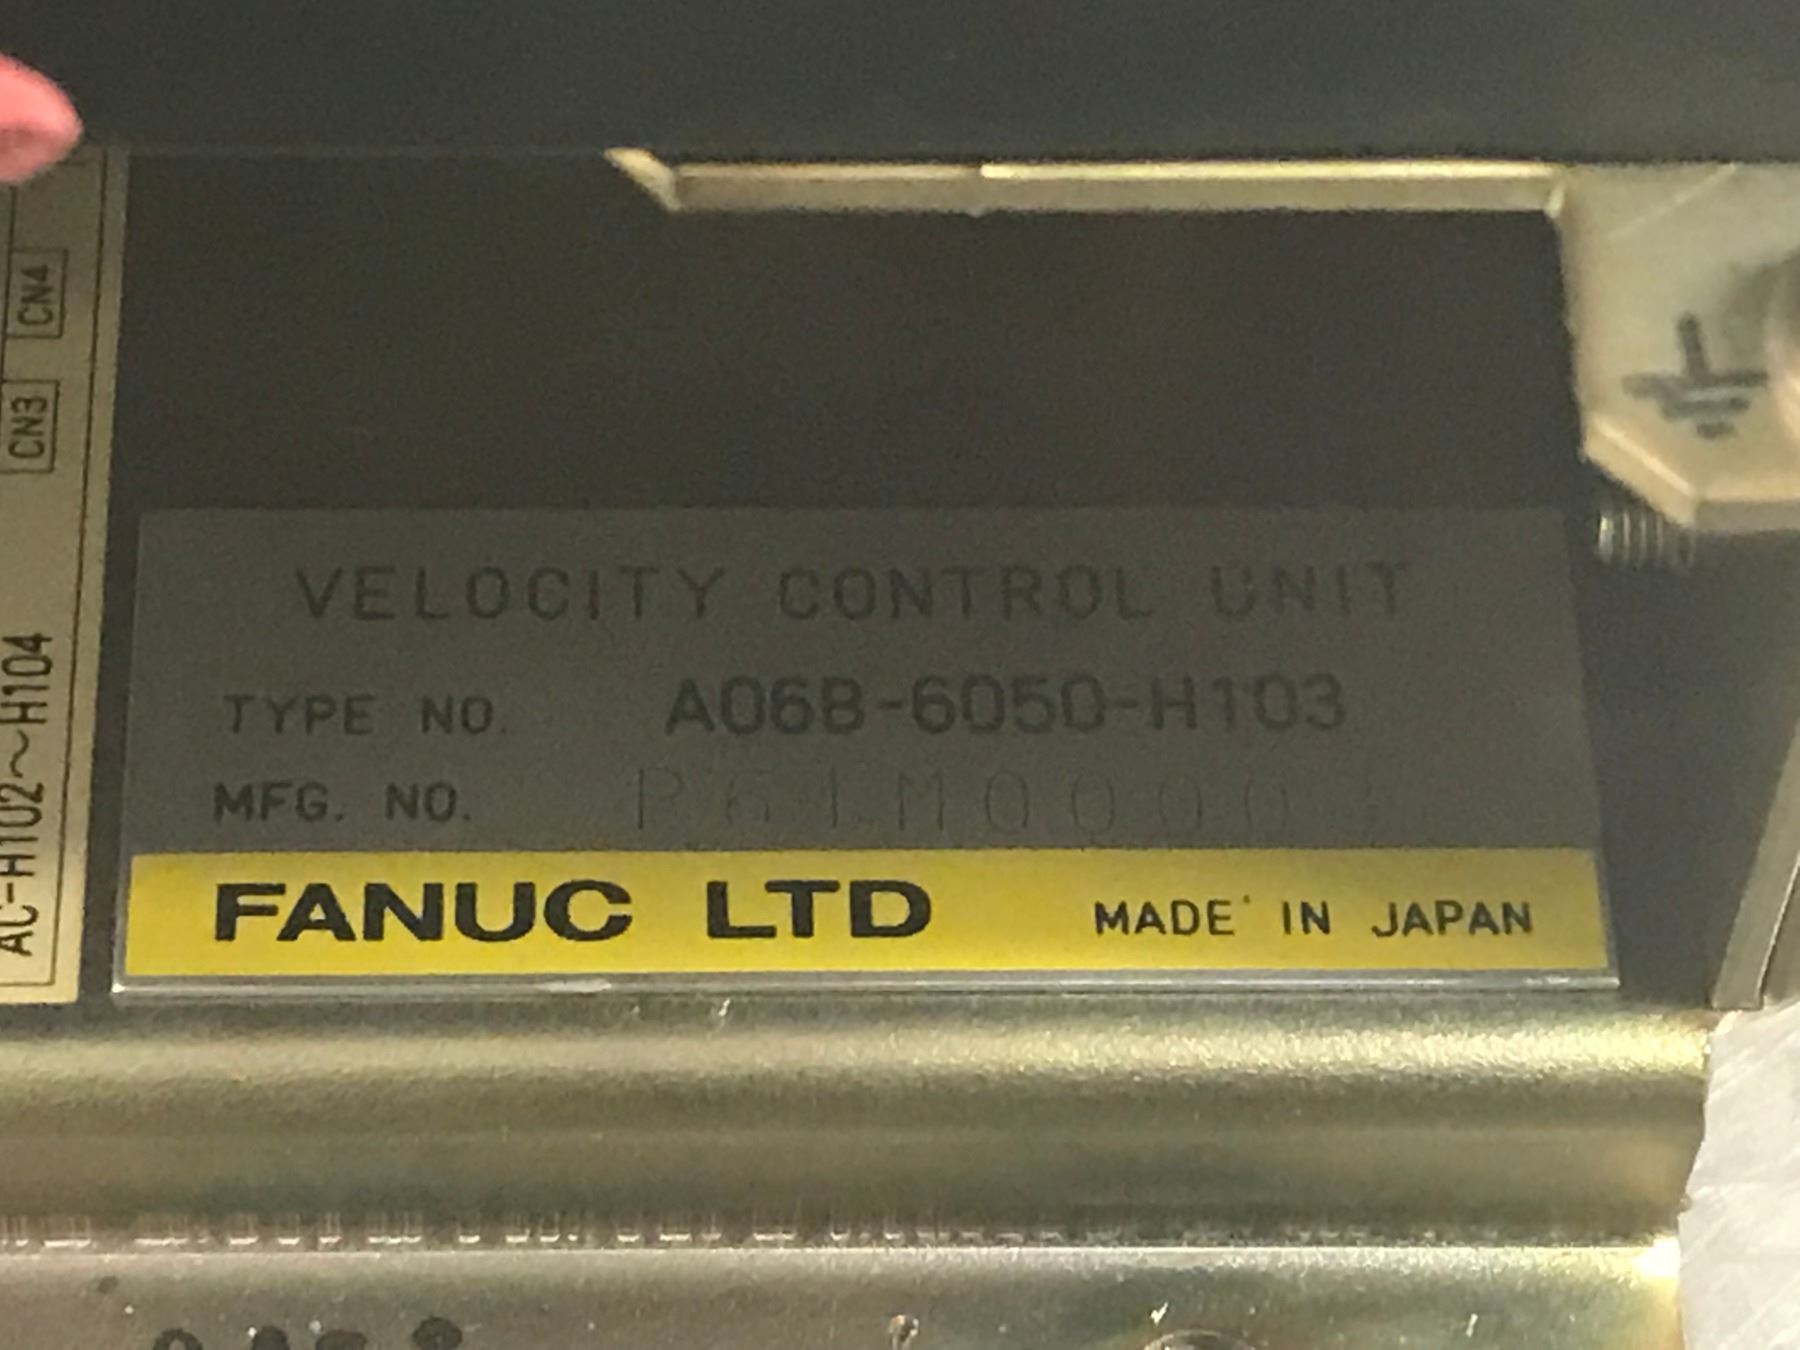 CN4
CN3
AC-H102~H104
VELOCITY CONTROL UNIT
TYPE NO. A06B-6050-H103
MFG. NO.
FANUC LTD MADE IN JAPAN